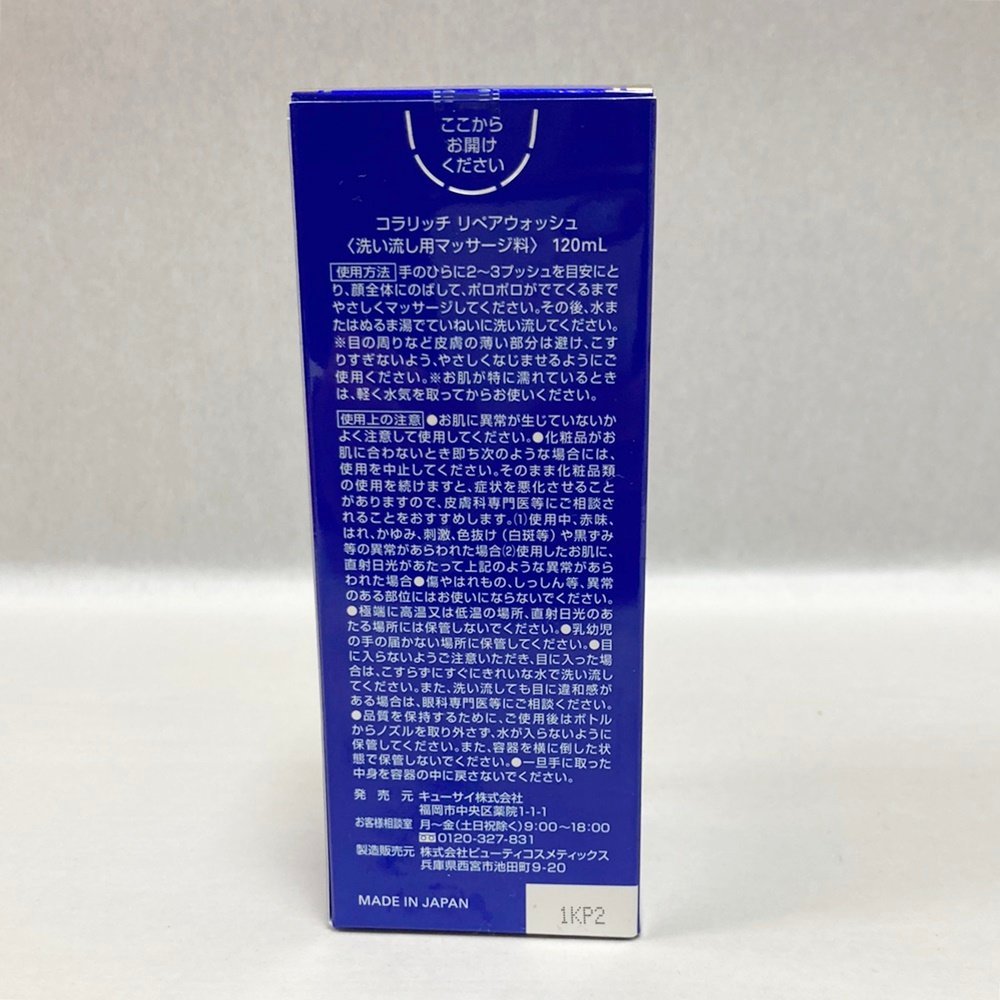 ここから
お開け
ください
コラリッチ リペアウォッシュ
〈洗い流し用マッサージ料〉 120mL
使用方法 手のひらに2〜3プッシュを目安にと
り、顔全体にのばして、ポロポロがでてくるまで
やさしくマッサージしてください。その後、水ま
たはぬるま湯でていねいに洗い流してください。
※目の周りなど皮膚の薄い部分は避け、こす
りすぎないよう、やさしくなじませるようにご
使用ください。※お肌が特に濡れているとき
は、軽く水気を取ってからお使いください。
使用上の注意 ●お肌に異常が生じていないか
よく注意して使用してください。●化粧品がお
肌に合わないとき即ち次のような場合には、
使用を中止してください。そのまま化粧品類
の使用を続けますと、症状を悪化させること
がありますので、皮膚科専門医等にご相談さ
れることをおすすめします。(1)使用中、赤味、
はれ、かゆみ、刺激、色抜け（白斑等）や黒ずみ
等の異常があらわれた場合(2)使用したお肌に、
直射日光があたって上記のような異常があら
われた場合●傷やはれもの、しっしん等、異常
のある部位にはお使いにならないでください。
●極端に高温又は低温の場所、直射日光のあ
たる場所には保管しないでください。●乳幼児
の手の届かない場所に保管してください。●目
に入らないようご注意いただき、目に入った場
合は、こすらずにすぐにきれいな水で洗い流し
てください。また、洗い流しても目に違和感が
ある場合は、眼科専門医等にご相談ください。
●品質を保持するために、ご使用後はボトル
からノズルを取り外さず、水が入らないように
保管してください。また、容器を横に倒した状
態で保管しないでください。●一旦手に取った
中身を容器の中に戻さないでください。
発売元 キューサイ株式会社
福岡市中央区薬院1-1-1
お客様相談室 月〜金（土日祝除く）9:00〜18:00
0120-327-831
製造販売元 株式会社ビューティコスメティックス
兵庫県西宮市池田町9-20
MADE IN JAPAN
1KP2